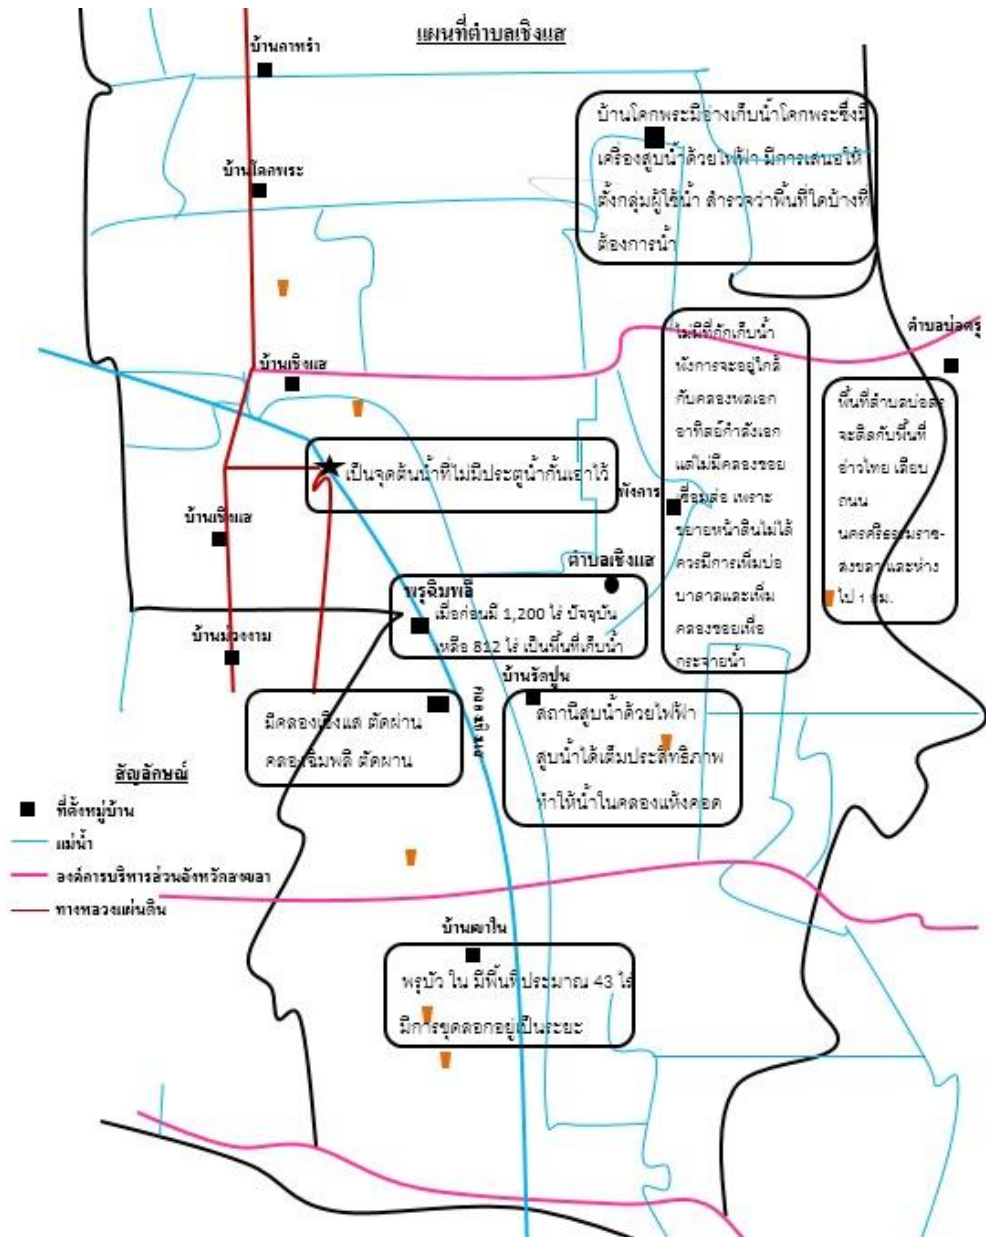 แผนที่ตำบลเชิงแส
บ้านกาหรำ
บ้านโคกพระ
บ้านโคกพระมีอ่างเก็บน้ำโคกพระซึ่งมี
เครื่องสูบน้ำด้วยไฟฟ้า มีการเสนอให้
ตั้งกลุ่มผู้ใช้น้ำ สำรวจว่าพื้นที่ใดบ้างที่
ต้องการน้ำ
ตำบลบ่อตรุ
บ้านเชิงแส
ไม่มีที่กักเก็บน้ำ
พังการจะอยู่ใกล้
กับคลองพลเอก
อาทิตย์กำลังเอก
แต่ไม่มีคลองซอย
เชื่อมต่อ เพราะ
ขยายหน้าดินไม่ได้
ควรมีการเพิ่มบ่อ
บาดาลและเพิ่ม
คลองซอยเพื่อ
กระจายน้ำ
พื้นที่ตำบลบ่อตรุ
จะติดกับพื้นที่
อ่าวไทย เลียบ
ถนน
นครศรีธรรมราช-
สงขลา และห่าง
ไป 1 กม.
เป็นจุดต้นน้ำที่ไม่มีประตูน้ำกั้นเอาไว้
พังการ
บ้านเชิงแส
ตำบลเชิงแส
พรุฉิมพลี
เมื่อก่อนมี 1,200 ไร่ ปัจจุบัน
เหลือ 812 ไร่ เป็นพื้นที่เก็บน้ำ
บ้านม่วงงาม
บ้านรัดปูน
สถานีสูบน้ำด้วยไฟฟ้า
สูบน้ำได้เต็มประสิทธิภาพ
ทำให้น้ำในคลองแห้งคอด
มีคลองเชิงแส ตัดผ่าน
คลองฉิมพลี ตัดผาน
สัญลักษณ์
ที่ตั้งหมู่บ้าน
แม่น้ำ
องค์การบริหารส่วนจังหวัดสงขลา
ทางหลวงแผ่นดิน
บ้านเขาใน
พรุบัว ใน มีพื้นที่ประมาณ 43 ไร่
มีการขุดลอกอยู่เป็นระยะ